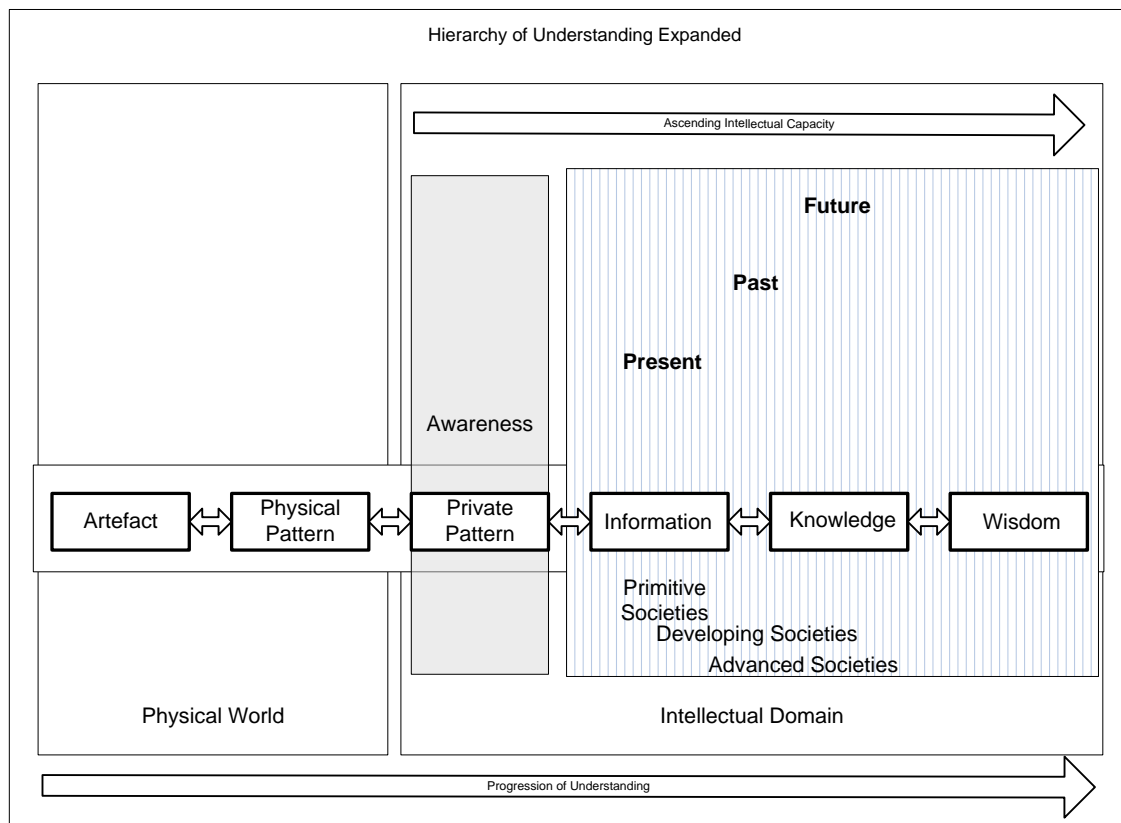 Hierarchy of Understanding Expanded
Ascending Intellectual Capacity
Future
Past
Present
Awareness
Artefact
Physical
Pattern
Private
Pattern
Information
Knowledge
Wisdom
Primitive
Societies
Developing Societies
Advanced Societies
Physical World
Intellectual Domain
Progression of Understanding